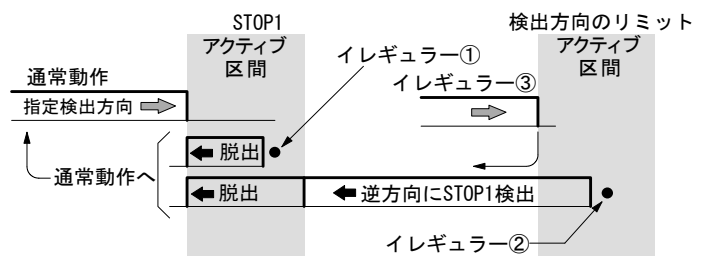 STOP1
検出方向のリミット
アクティブ
区間
アクティブ
区間
イレギュラー①
イレギュラー③
通常動作
指定検出方向
脱出
通常動作へ
脱出
逆方向にSTOP1検出
イレギュラー②